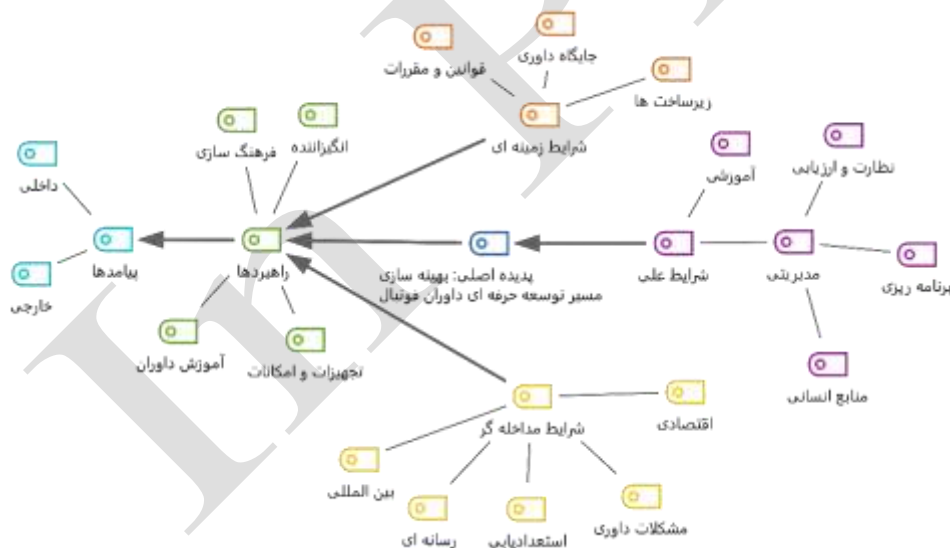 جایگاه داوری
قوانین و مقررات
زیرساخت ها
شرایط زمینه ای
انگیزاننده
فرهنگ سازی
نظارت و ارزیابی
آموزشی
داخلی
برنامه ریزی
مدیریتی
شرایط علی
پدیده اصلی: بهینه سازی
مسیر توسعه حرفه ای داوران فوتبال
راهبردها
پیامدها
خارجی
منابع انسانی
تجهیزات و امکانات
آموزش داوران
اقتصادی
شرایط مداخله گر
بین المللی
مشکلات داوری
استعدادیابی
رسانه ای